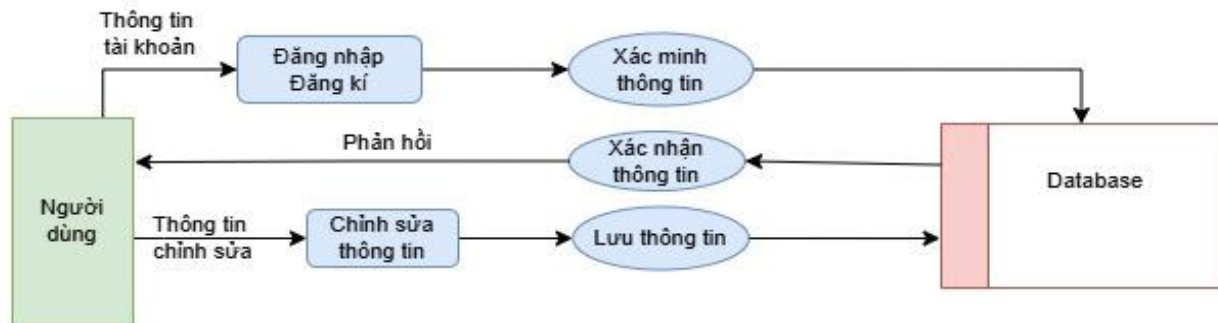 Thông tin
tài khoản
Đăng nhập
Đăng kí
Xác minh
thông tin
Phản hồi
Xác nhận
thông tin
Database
Người
dùng
Thông tin
chỉnh sửa
Chỉnh sửa
thông tin
Lưu thông tin